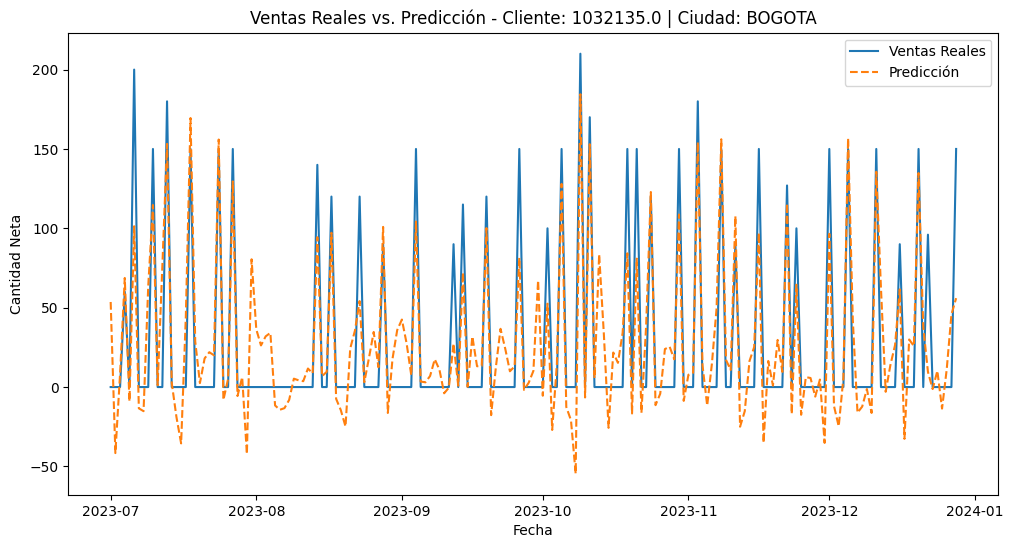 Ventas Reales vs. Predicción - Cliente: 1032135.0 | Ciudad: BOGOTA
Ventas Reales
Predicción
Cantidad Neta
200
150
100
50
0
−50
2023-07
2023-08
2023-09
2023-10
2023-11
2023-12
2024-01
Fecha